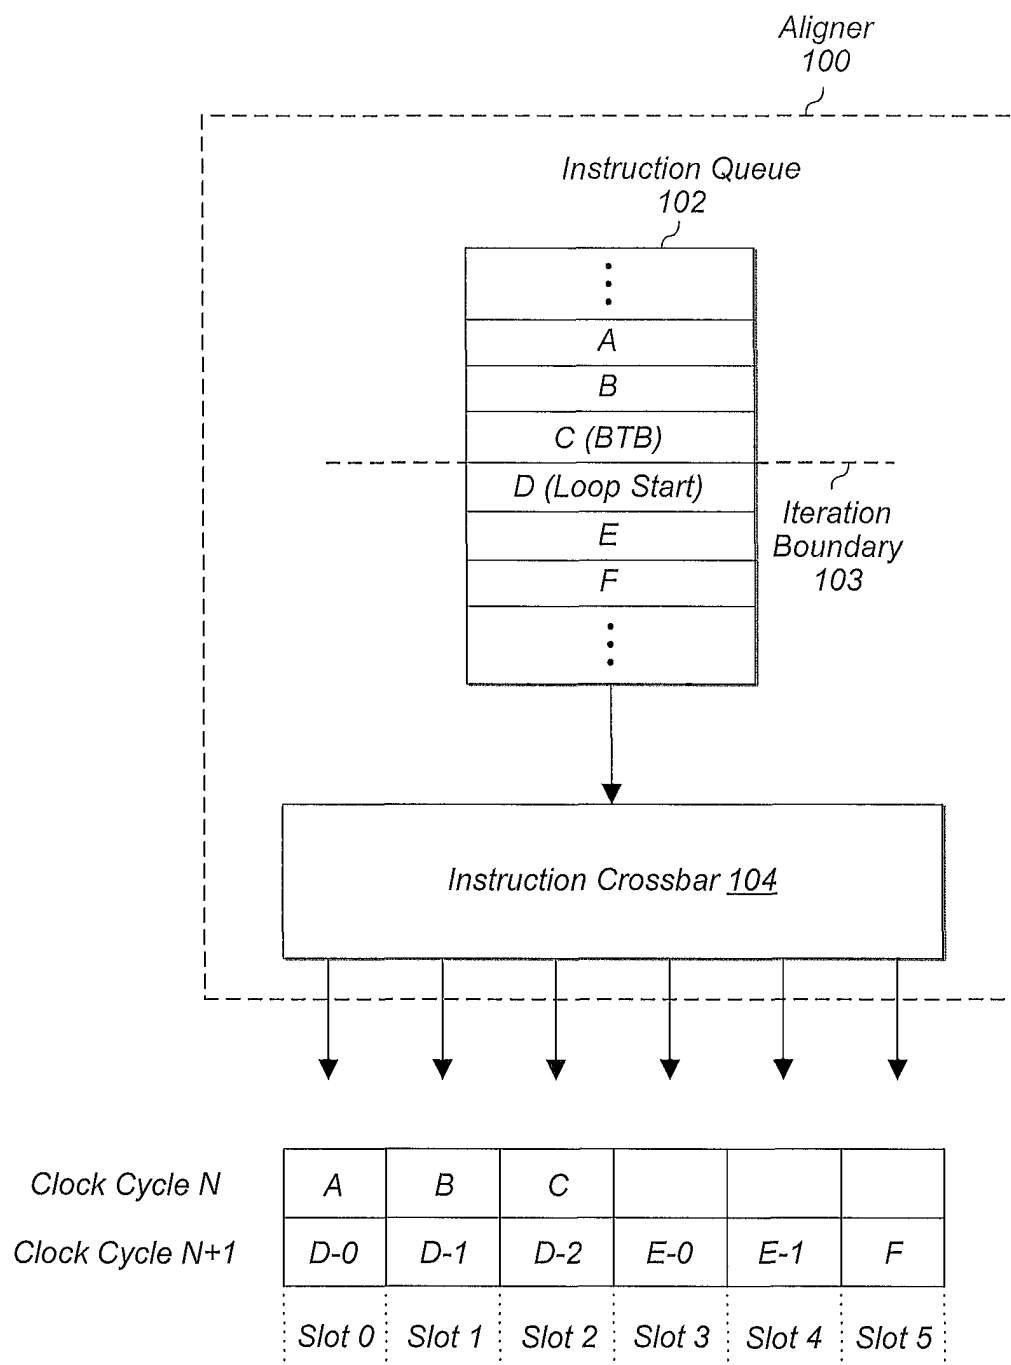 Aligner
100
Instruction Queue
102
A
B
C (BTB)
D (Loop Start)
E
F
Iteration
Boundary
103
Instruction Crossbar 104
Clock Cycle N A B C
Clock Cycle N+1 D-0 D-1 D-2 E-0 E-1 F
Slot 0 Slot 1 Slot 2 Slot 3 Slot 4 Slot 5